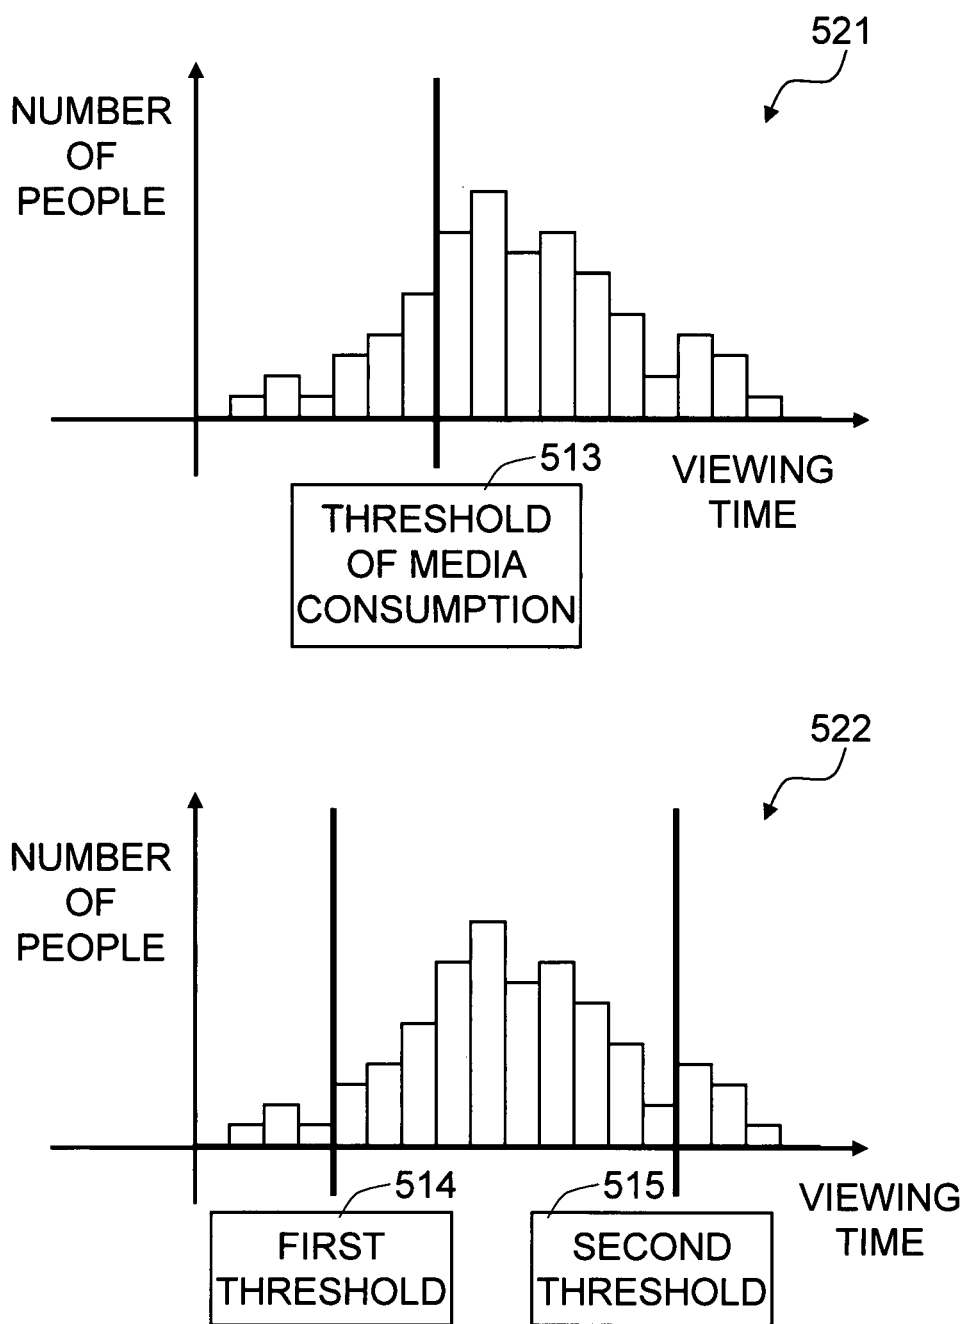 521
NUMBER
OF
PEOPLE
513
VIEWING
TIME
THRESHOLD
OF MEDIA
CONSUMPTION
522
NUMBER
OF
PEOPLE
514
515
VIEWING
TIME
FIRST
THRESHOLD
SECOND
THRESHOLD